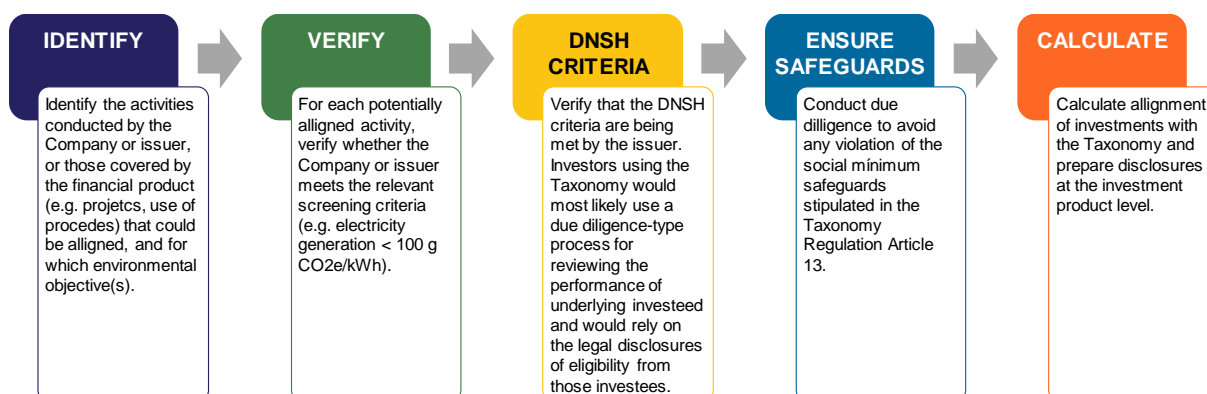 IDENTIFY
Identify the activities
conducted by the
Company or issuer,
or those covered by
the financial product
(e.g. projetcs, use of
procedes) that could
be alligned, and for
which environmental
objective(s).
VERIFY
For each potentially
alligned activity,
verify whether the
Company or issuer
meets the relevant
screening criteria
(e.g. electricity
generation < 100 g
CO2e/kWh).
DNSH
CRITERIA
Verify that the DNSH
criteria are being
met by the issuer.
Investors using the
Taxonomy would
most likely use a
due diligence-type
process for
reviewing the
performance of
underlying investeed
and would rely on
the legal disclosures
of eligibility from
those investees.
ENSURE
SAFEGUARDS
Conduct due
dilligence to avoid
any violation of the
social mínimum
safeguards
stipulated in the
Taxonomy
Regulation Article
13.
CALCULATE
Calculate allignment
of investments with
the Taxonomy and
prepare disclosures
at the investment
product level.